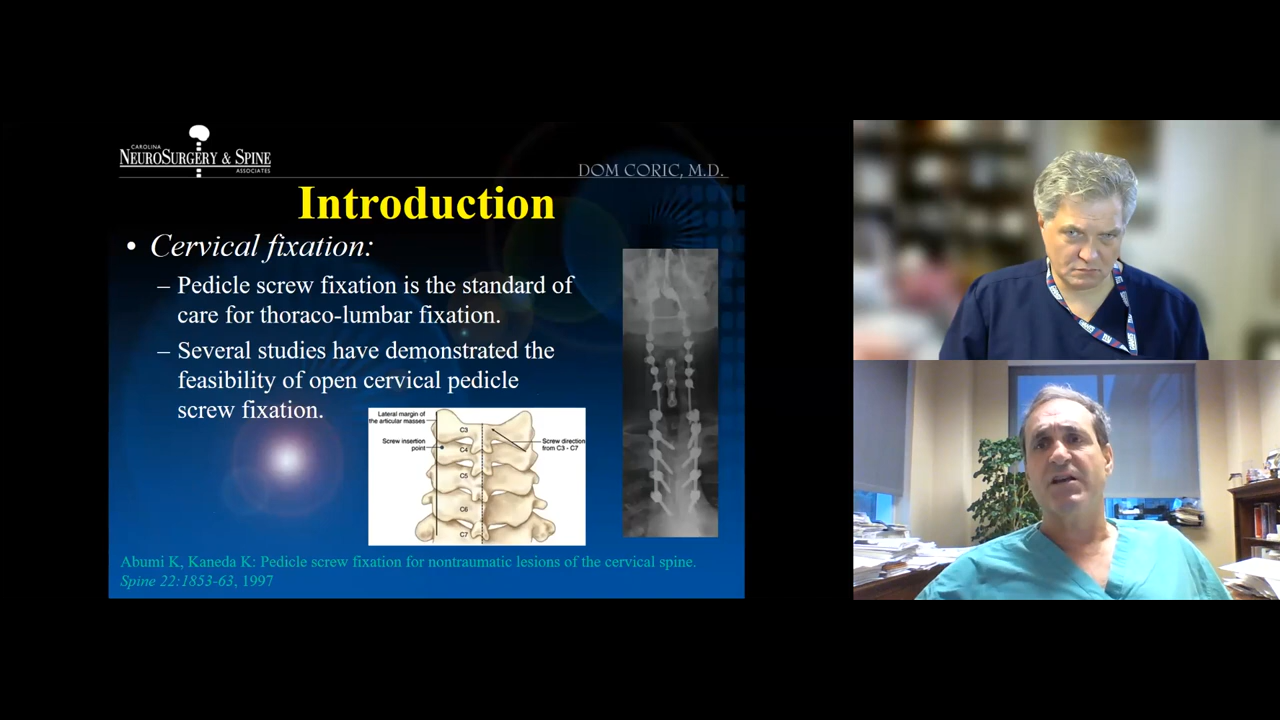 CAROLINA
NEUROSURGERY & SPINE
ASSOCIATES
DOM CORIC, M.D.
Introduction
• Cervical fixation:
– Pedicle screw fixation is the standard of
care for thoraco-lumbar fixation.
– Several studies have demonstrated the
feasibility of open cervical pedicle
screw fixation.
Lateral margin of
the articular masses
Screw insertion
point
C3
C4
C5
C6
C7
Screw direction
from C3 - C7
Abumi K, Kaneda K: Pedicle screw fixation for nontraumatic lesions of the cervical spine.
Spine 22:1853-63, 1997